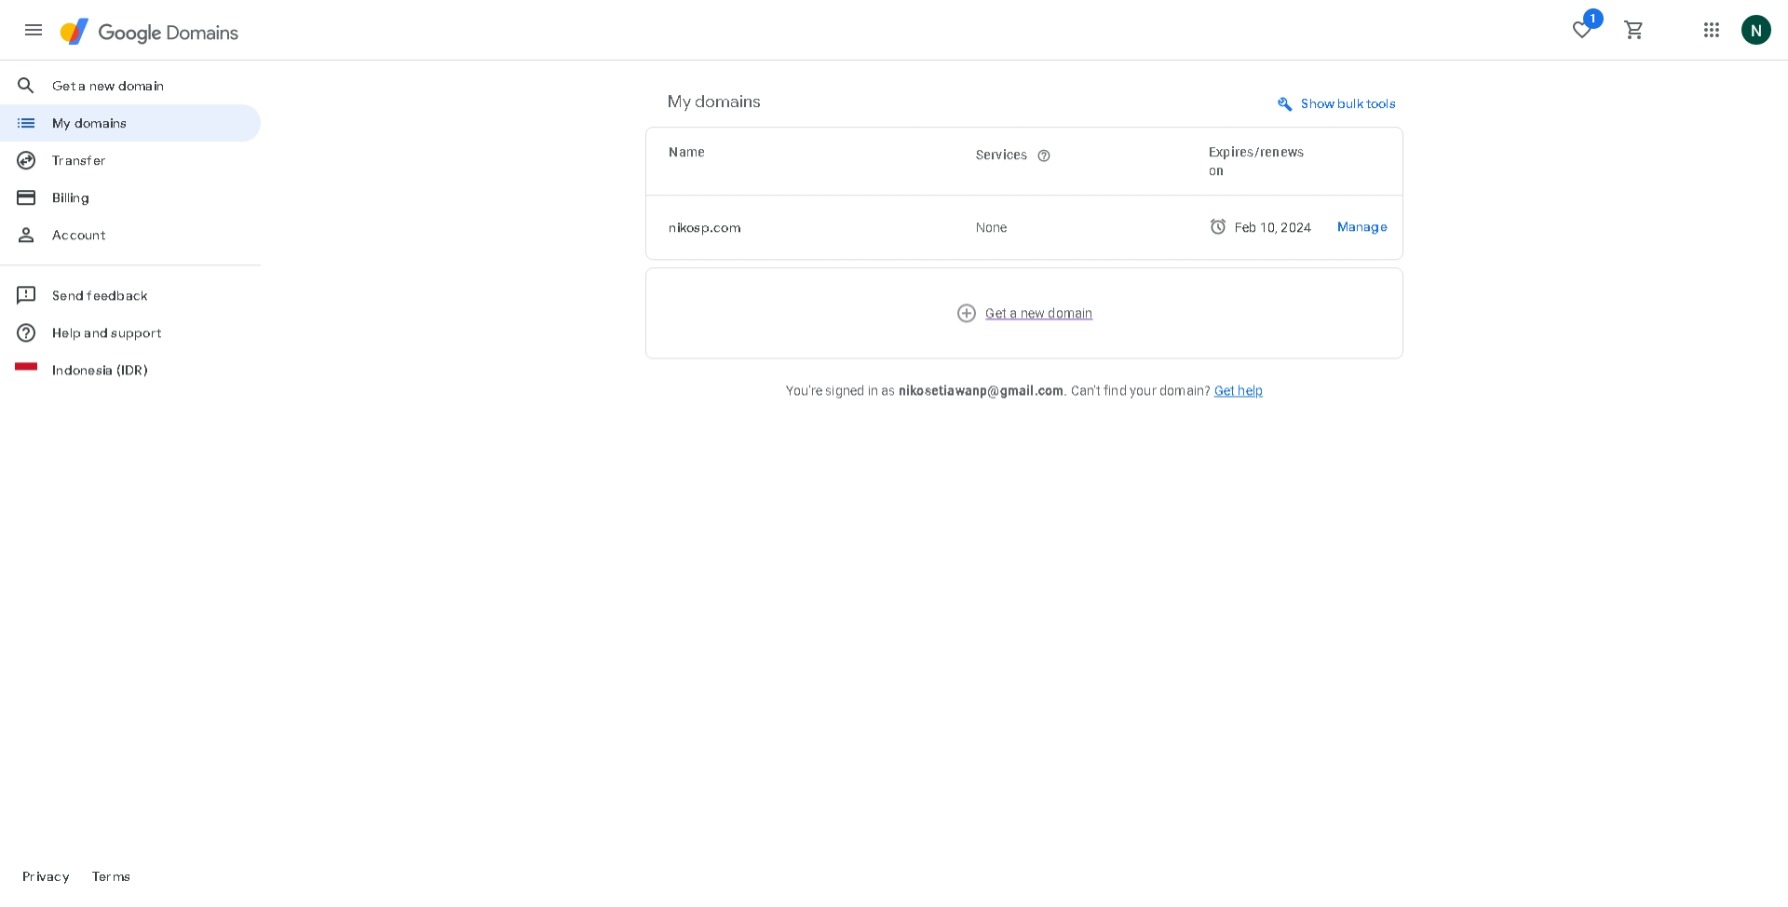 Google Domains
1
N
Get a new domain
My domains
Transfer
Billing
Account
Send feedback
Help and support
Indonesia (IDR)
My domains
Show bulk tools
Name
Services
Expires/renews
on
nikosp.com
None
Feb 10, 2024
Manage
Get a new domain
You're signed in as nikosetiawanp@gmail.com. Can't find your domain? Get help
Privacy
Terms